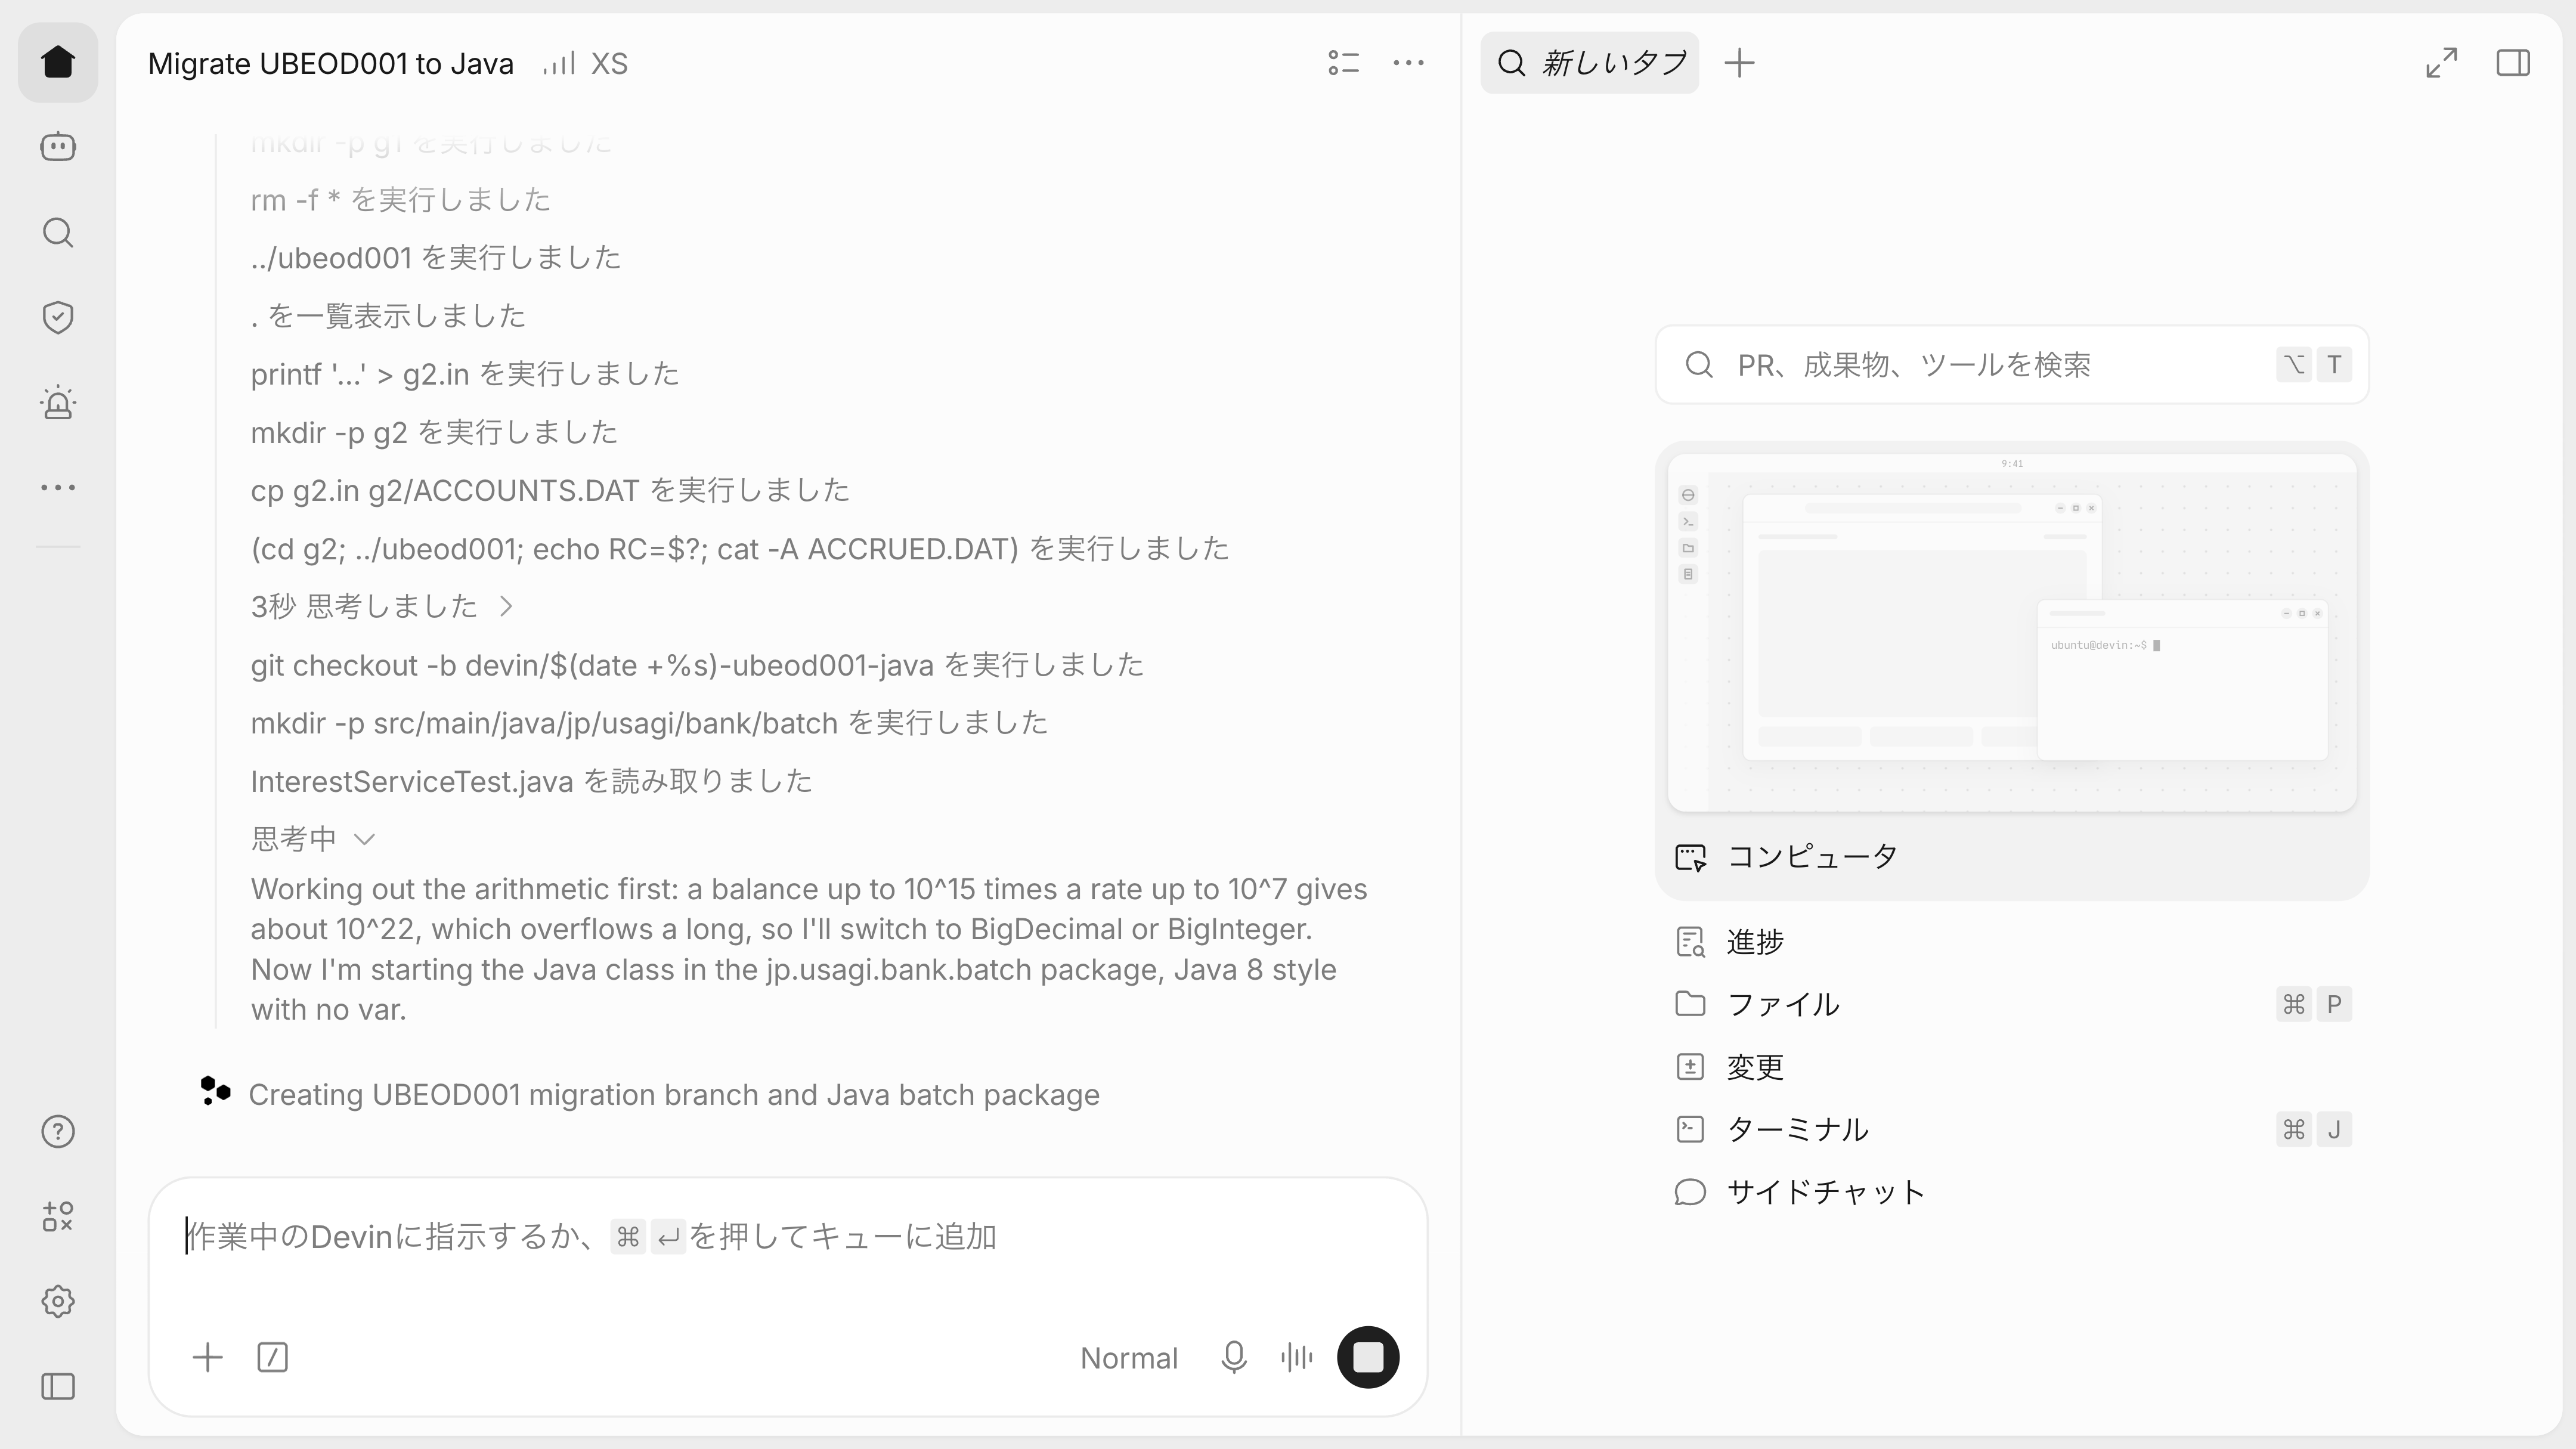 Migrate UBEOD001 to Java
XS
mkdir -p g1 を実行しました
rm -f * を実行しました
../ubeod001 を実行しました
. を一覧表示しました
printf '...' > g2.in を実行しました
mkdir -p g2 を実行しました
cp g2.in g2/ACCOUNTS.DAT を実行しました
(cd g2; ../ubeod001; echo RC=$?; cat -A ACCRUED.DAT) を実行しました
3秒 思考しました
git checkout -b devin/$(date +%s)-ubeod001-java を実行しました
mkdir -p src/main/java/jp/usagi/bank/batch を実行しました
InterestServiceTest.java を読み取りました
思考中
Working out the arithmetic first: a balance up to 10^15 times a rate up to 10^7 gives
about 10^22, which overflows a long, so I'll switch to BigDecimal or BigInteger.
Now I'm starting the Java class in the jp.usagi.bank.batch package, Java 8 style
with no var.
Creating UBEOD001 migration branch and Java batch package
作業中のDevinに指示するか、⌘↵を押してキューに追加
Normal
新しいタブ
PR、成果物、ツールを検索
⌥ T
9:41
ubuntu@devin:~$
コンピュータ
進捗
ファイル
⌘ P
変更
ターミナル
⌘ J
サイドチャット